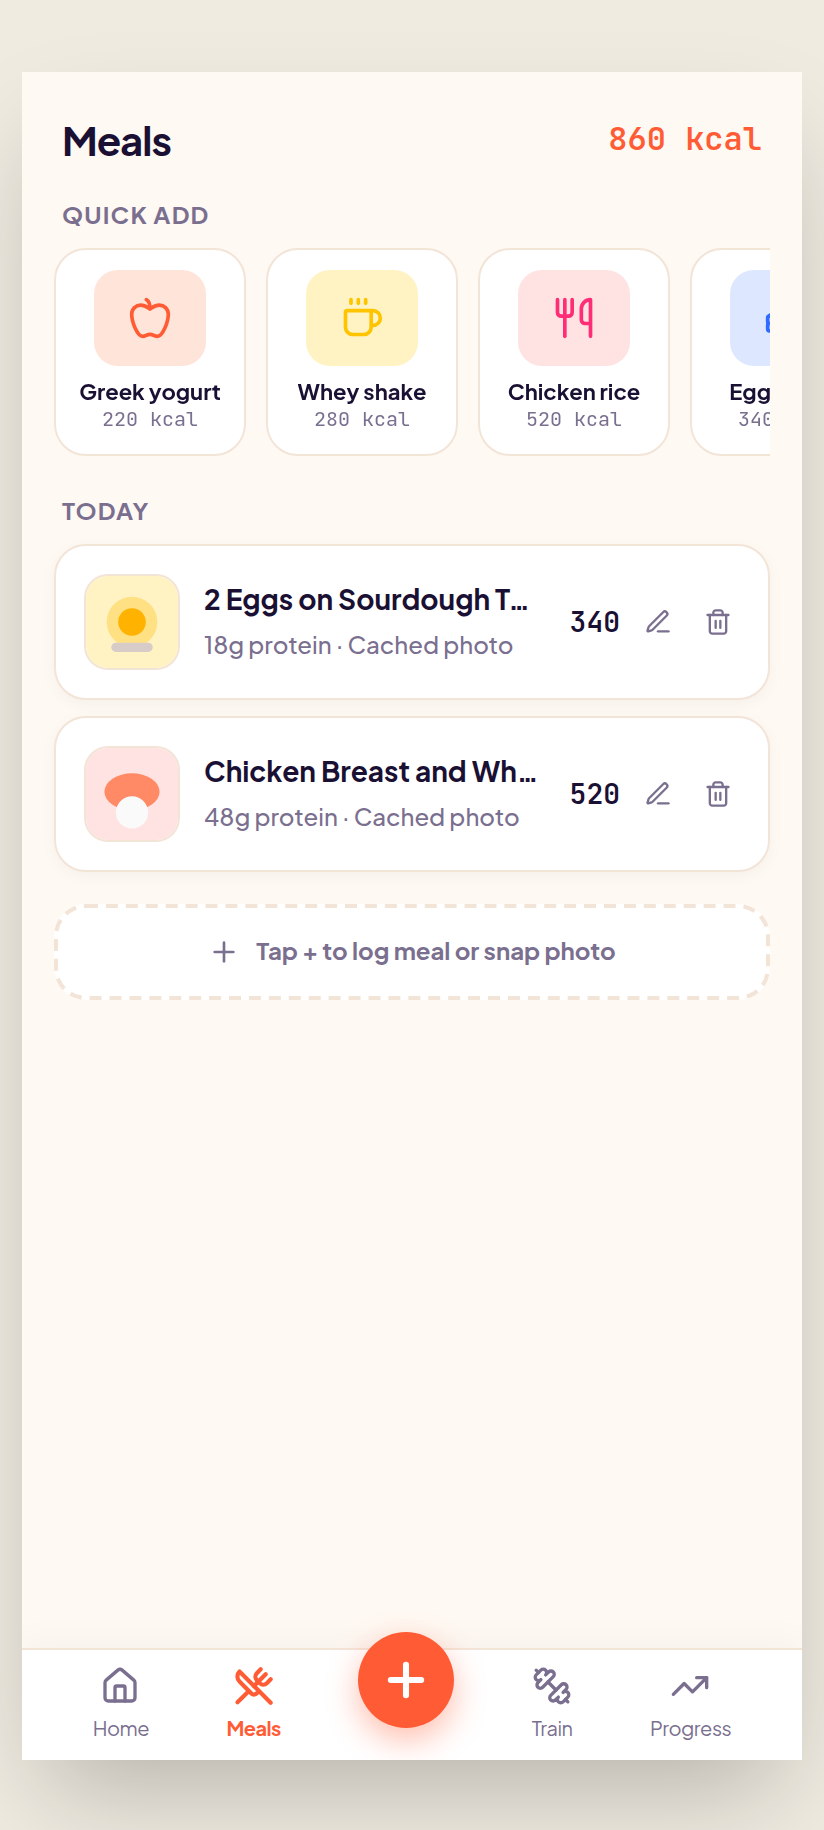 Meals
860 kcal
QUICK ADD
Greek yogurt
220 kcal
Whey shake
280 kcal
Chicken rice
520 kcal
Egg
340
TODAY
2 Eggs on Sourdough T...
18g protein · Cached photo
340
Chicken Breast and Wh...
48g protein · Cached photo
520
Tap + to log meal or snap photo
Home
Meals
Train
Progress